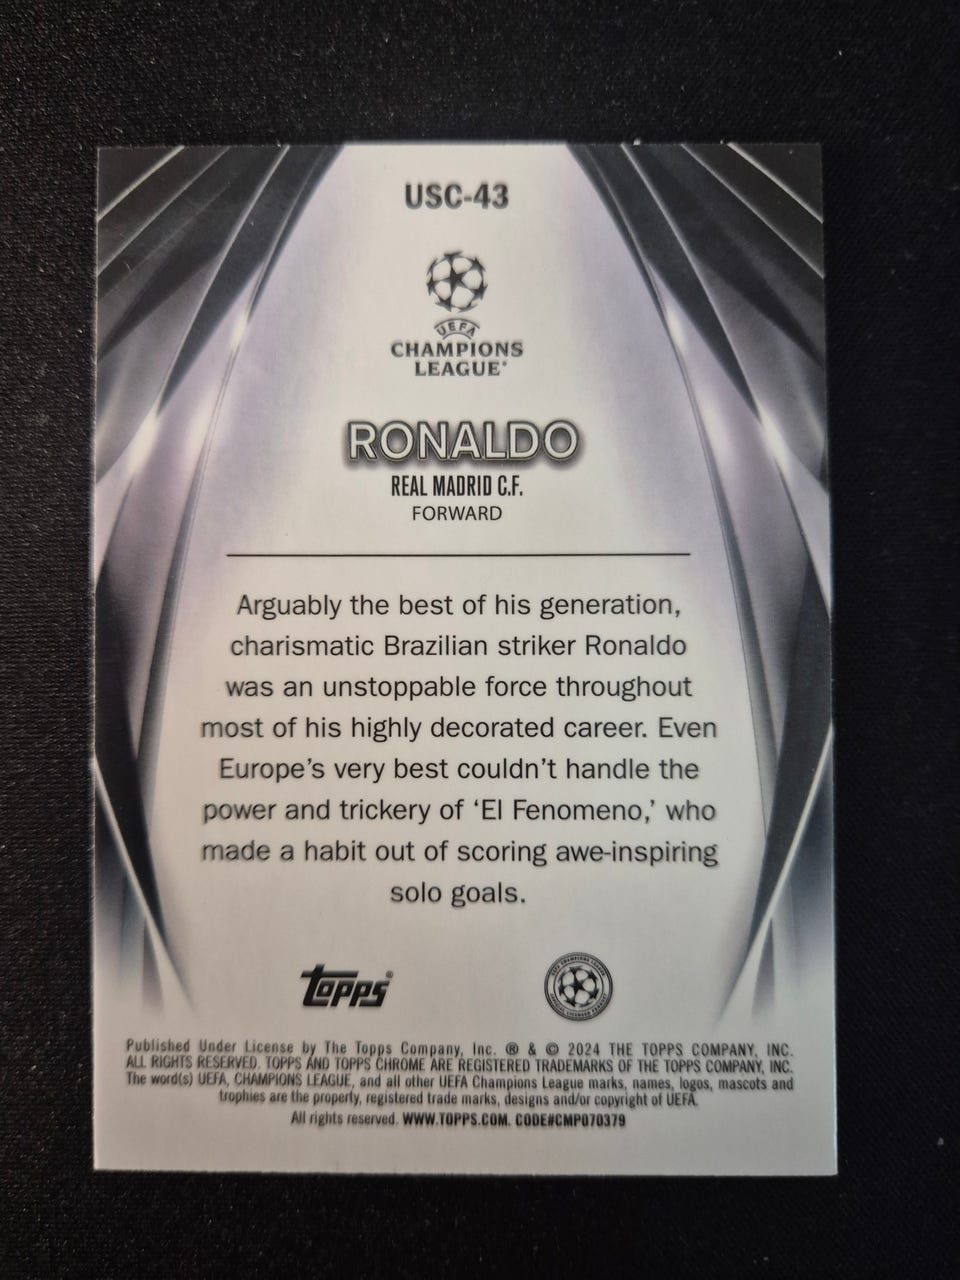 USC-43
UEFA
CHAMPIONS
LEAGUE®
RONALDO
REAL MADRID C.F.
FORWARD
Arguably the best of his generation,
charismatic Brazilian striker Ronaldo
was an unstoppable force throughout
most of his highly decorated career. Even
Europe's very best couldn't handle the
power and trickery of 'El Fenomeno,' who
made a habit out of scoring awe-inspiring
solo goals.
Topps®
UEFA CHAMPIONS LEAGUE
OFFICIAL LICENSED PRODUCT
Published Under License by The Topps Company, Inc. ® & © 2024 THE TOPPS COMPANY, INC.
ALL RIGHTS RESERVED. TOPPS AND TOPPS CHROME ARE REGISTERED TRADEMARKS OF THE TOPPS COMPANY, INC.
The word(s) UEFA, CHAMPIONS LEAGUE, and all other UEFA Champions League marks, names, logos, mascots and
trophies are the property, registered trade marks, designs and/or copyright of UEFA.
All rights reserved. WWW.TOPPS.COM. CODE#CMP070379